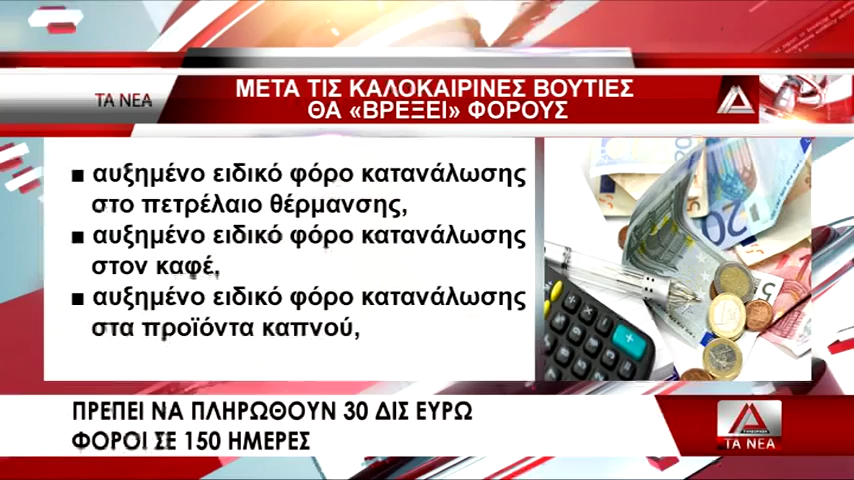 ΤΑ ΝΕΑ
ΜΕΤΑ ΤΙΣ ΚΑΛΟΚΑΙΡΙΝΕΣ ΒΟΥΤΙΕΣ
ΘΑ «ΒΡΕΞΕΙ» ΦΟΡΟΥΣ
■ αυξημένο ειδικό φόρο κατανάλωσης
στο πετρέλαιο θέρμανσης,
■ αυξημένο ειδικό φόρο κατανάλωσης
στον καφέ,
■ αυξημένο ειδικό φόρο κατανάλωσης
στα προϊόντα καπνού,
20
5
ΠΡΕΠΕΙ ΝΑ ΠΛΗΡΩΘΟΥΝ 30 ΔΙΣ ΕΥΡΩ
ΦΟΡΟΙ ΣΕ 150 ΗΜΕΡΕΣ
ΤΑ ΝΕΑ